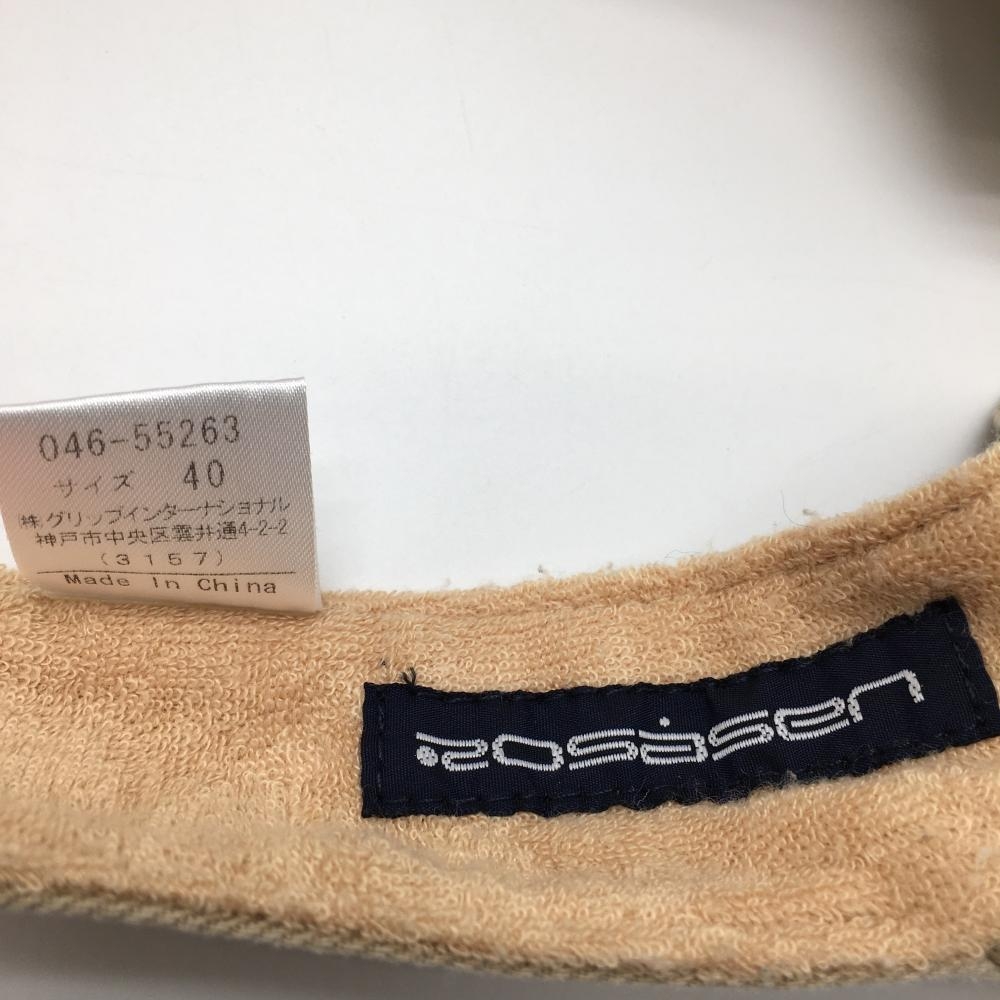 046-55263
サイズ 40
㈱グリップインターナショナル
神戸市中央区雲井通4-2-2
(3157)
Made In China
rosasen